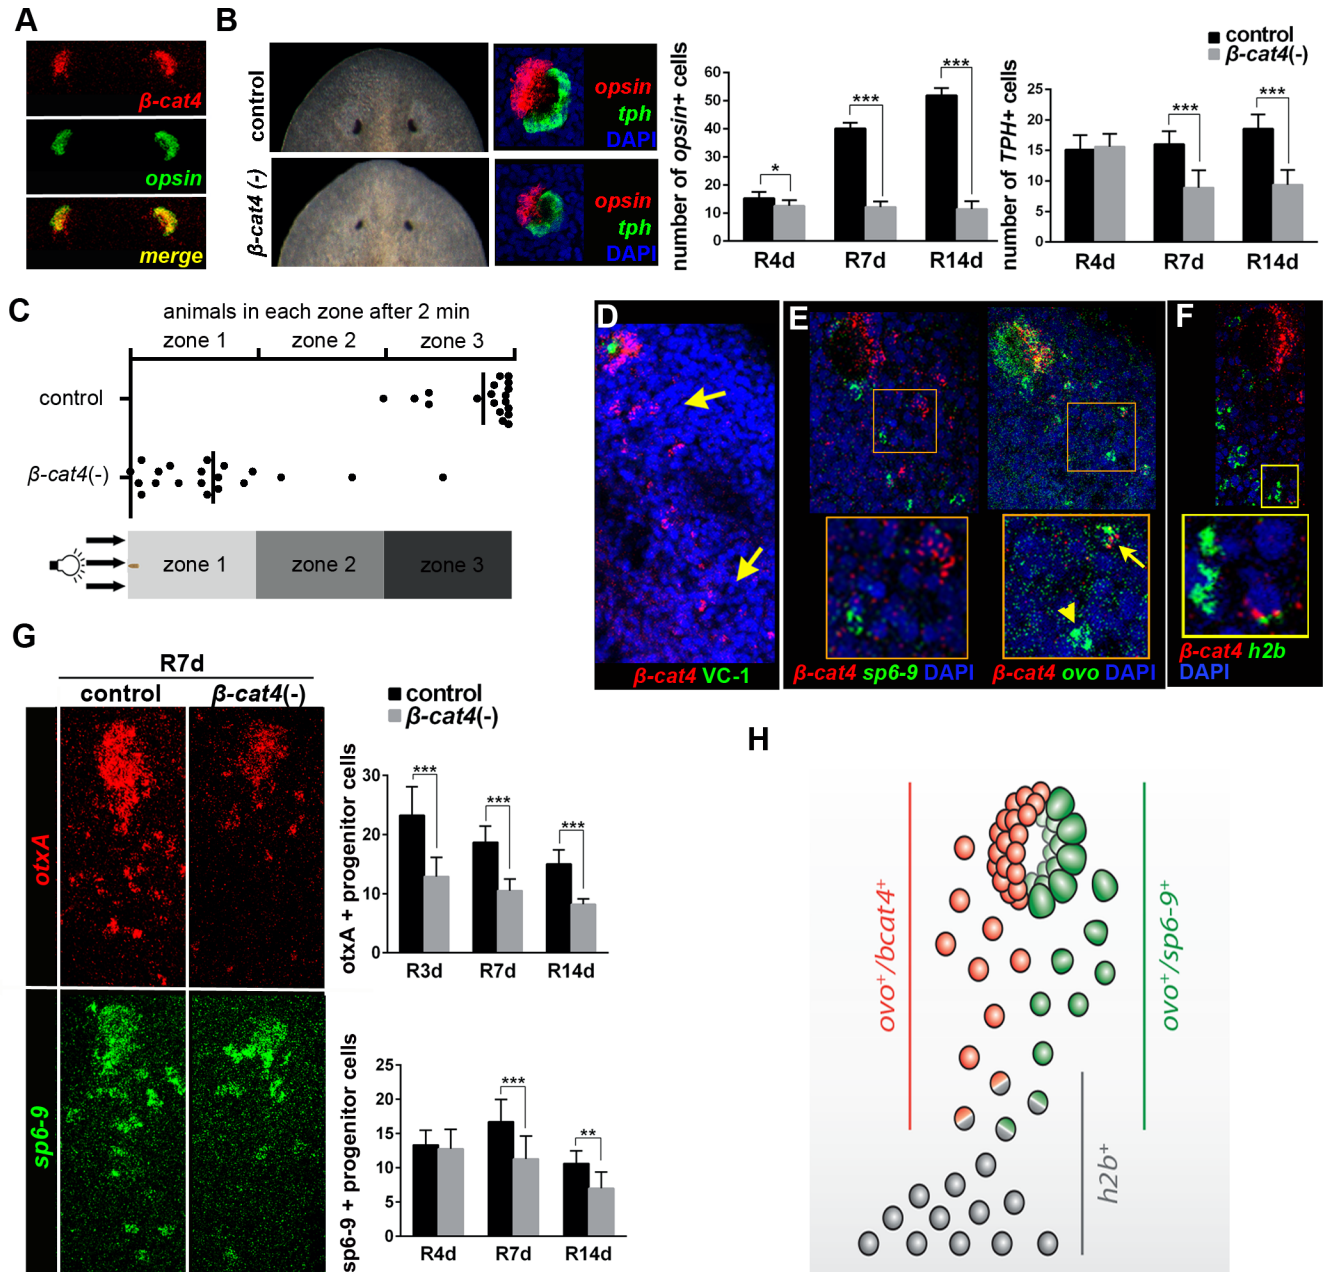 A
β-cat4
opsin
merge
B
control
β-cat4 (-)
opsin
tph
DAPI
opsin
tph
DAPI
number of opsin+ cells
60
50
40
30
20
10
0
*
***
***
R4d R7d R14d
control
β-cat4(-)
number of TPH+ cells
25
20
15
10
5
0
***
***
R4d R7d R14d
C
animals in each zone after 2 min
zone 1 zone 2 zone 3
control
β-cat4(-)
zone 1 zone 2 zone 3
D
β-cat4 VC-1
E
β-cat4 sp6-9 DAPI
β-cat4 ovo DAPI
F
β-cat4 h2b
DAPI
G
R7d
control β-cat4(-)
otxA
sp6-9
control
β-cat4(-)
otxA + progenitor cells
30
20
10
0
***
***
***
R3d R7d R14d
sp6-9 + progenitor cells
25
20
15
10
5
0
***
**
R4d R7d R14d
H
ovo+/bcat4+
ovo+/sp6-9+
h2b+